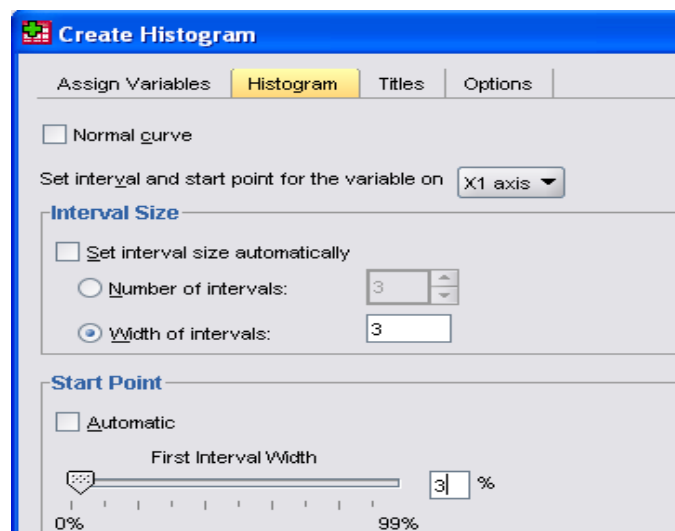 Create Histogram
Assign Variables Histogram Titles Options
Normal curve
Set interval and start point for the variable on X1 axis
Interval Size
Set interval size automatically
Number of intervals: 3
Width of intervals: 3
Start Point
Automatic
First Interval Width
3 %
0% 99%